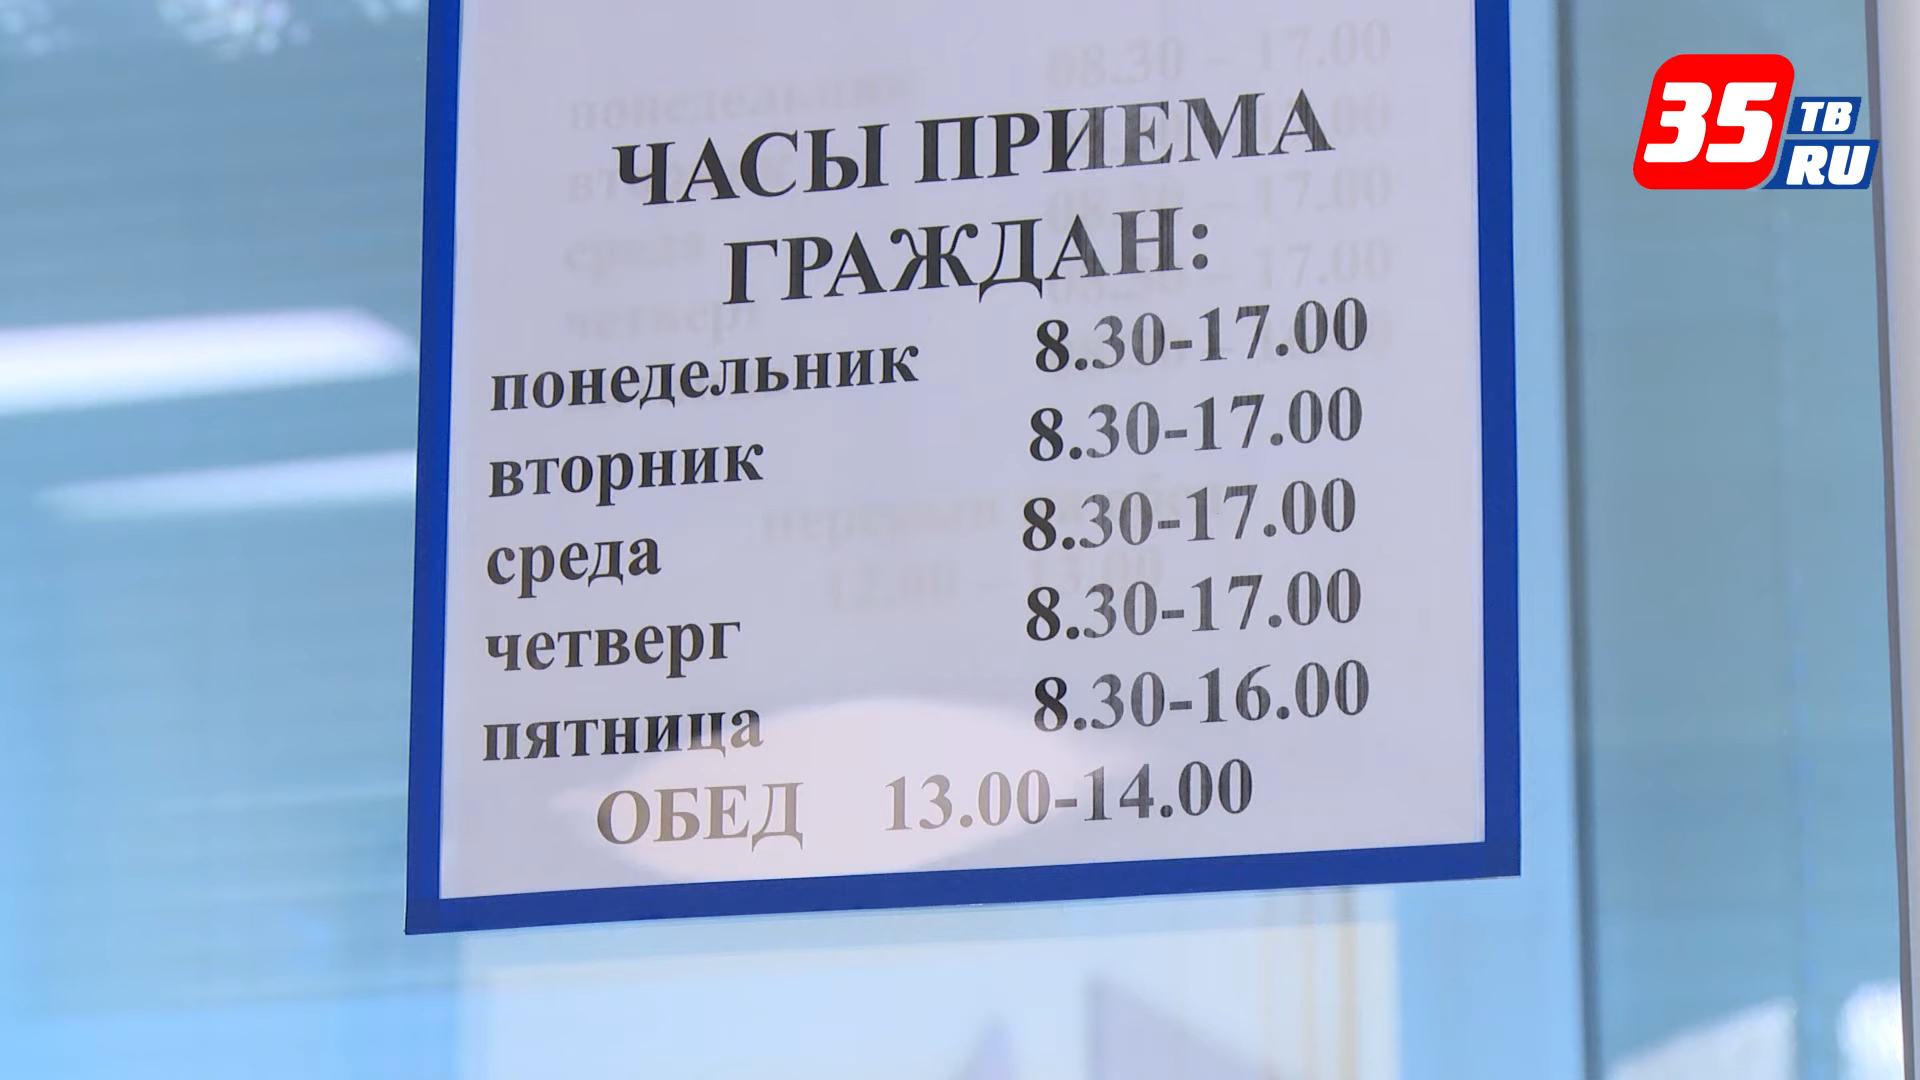 35 ТВ
RU
ЧАСЫ ПРИЕМА
ГРАЖДАН:
понедельник 8.30-17.00
вторник 8.30-17.00
среда 8.30-17.00
четверг 8.30-17.00
пятница 8.30-16.00
ОБЕД 13.00-14.00